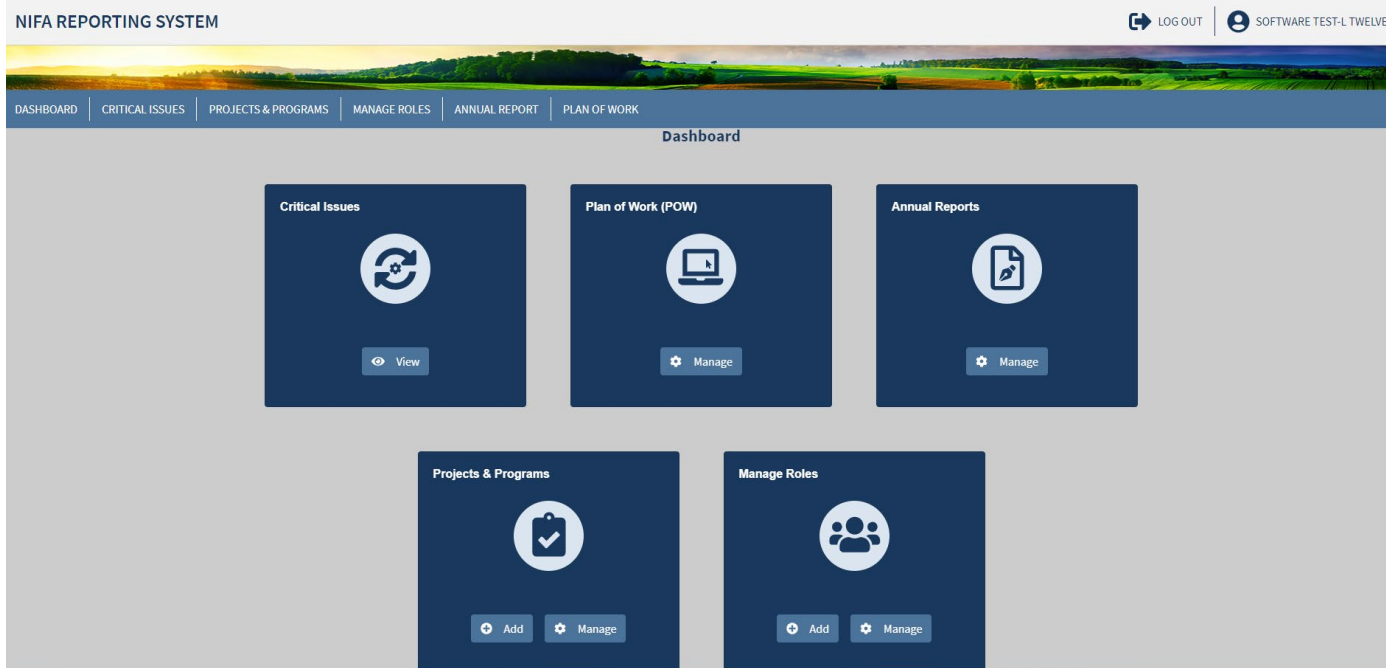 NIFA REPORTING SYSTEM
LOG OUT
SOFTWARE TEST-L TWELVE
DASHBOARD
CRITICAL ISSUES
PROJECTS & PROGRAMS
MANAGE ROLES
ANNUAL REPORT
PLAN OF WORK
Dashboard
Critical Issues
View
Plan of Work (POW)
Manage
Annual Reports
Manage
Projects & Programs
Add
Manage
Manage Roles
Add
Manage